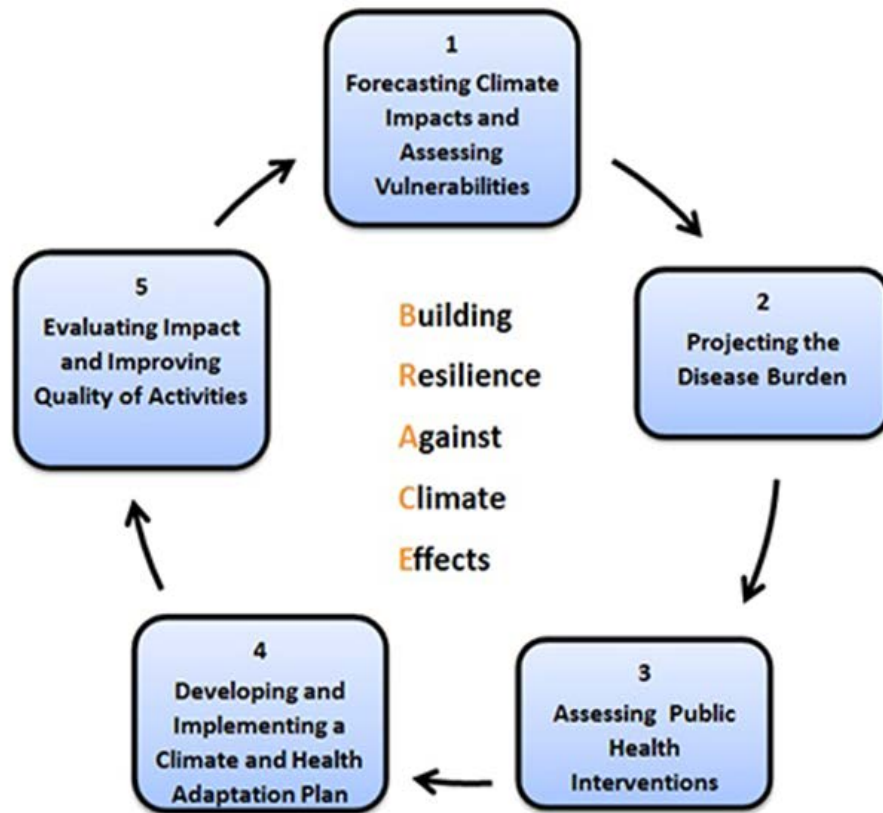 1
Forecasting Climate
Impacts and
Assessing
Vulnerabilities
2
Projecting the
Disease Burden
3
Assessing Public
Health
Interventions
4
Developing and
Implementing a
Climate and Health
Adaptation Plan
5
Evaluating Impact
and Improving
Quality of Activities
Building
Resilience
Against
Climate
Effects